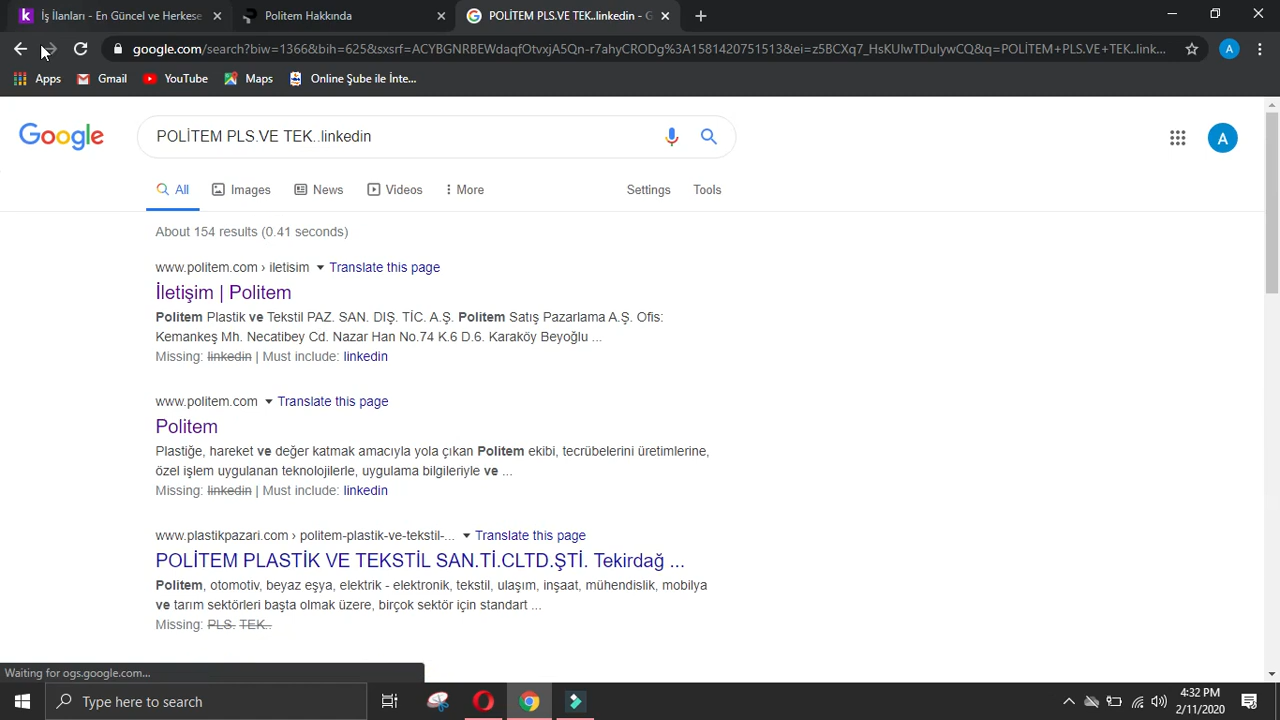 İş İlanları - En Güncel ve Herkese
Politem Hakkında
POLİTEM PLS.VE TEK..linkedin - G
google.com/search?biw=1366&bih=625&sxsrf=ACYBGNRBEWdaqfOtvxjA5Qn-r7ahyCRODg%3A1581420751513&ei=z5BCXq7_HsKUlwTDulywCQ&q=POLİTEM+PLS.VE+TEK..link...
A
Apps
Gmail
YouTube
Maps
Online Şube ile İnte...
Google
POLİTEM PLS.VE TEK..linkedin
A
All
Images
News
Videos
More
Settings
Tools
About 154 results (0.41 seconds)
www.politem.com › iletisim ▼ Translate this page
İletişim | Politem
Politem Plastik ve Tekstil PAZ. SAN. DIŞ. TİC. A.Ş. Politem Satış Pazarlama A.Ş. Ofis:
Kemankeş Mh. Necatibey Cd. Nazar Han No.74 K.6 D.6. Karaköy Beyoğlu ...
Missing: linkedin | Must include: linkedin
www.politem.com ▼ Translate this page
Politem
Plastiğe, hareket ve değer katmak amacıyla yola çıkan Politem ekibi, tecrübelerini üretimlerine,
özel işlem uygulanan teknolojilerle, uygulama bilgileriyle ve ...
Missing: linkedin | Must include: linkedin
www.plastikpazari.com › politem-plastik-ve-tekstil-... ▼ Translate this page
POLİTEM PLASTİK VE TEKSTİL SAN.Tİ.CLTD.ŞTİ. Tekirdağ ...
Politem, otomotiv, beyaz eşya, elektrik - elektronik, tekstil, ulaşım, inşaat, mühendislik, mobilya
ve tarım sektörleri başta olmak üzere, birçok sektör için standart ...
Missing: PLS. TEK..
Waiting for ogs.google.com...
Type here to search
4:32 PM
2/11/2020